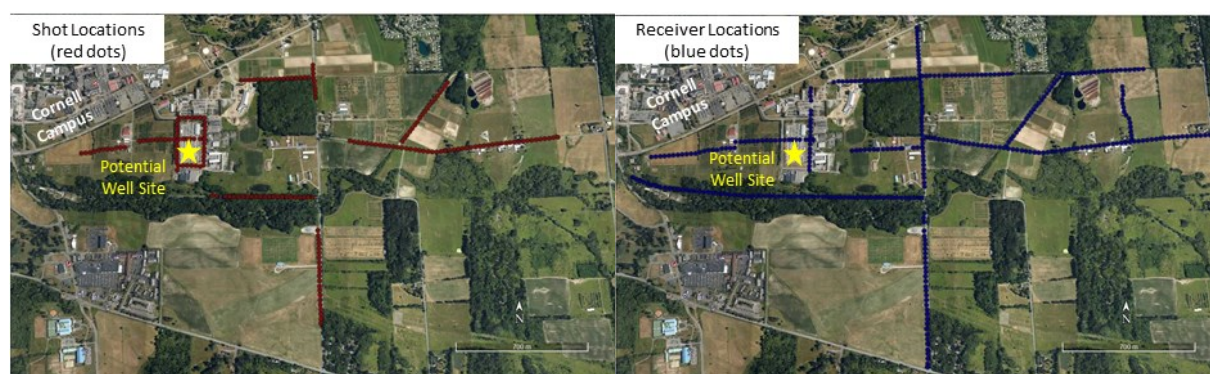 Shot Locations
(red dots)
Cornell
Campus
Potential
Well Site
N
700 m
Receiver Locations
(blue dots)
Cornell
Campus
Potential
Well Site
N
700 m